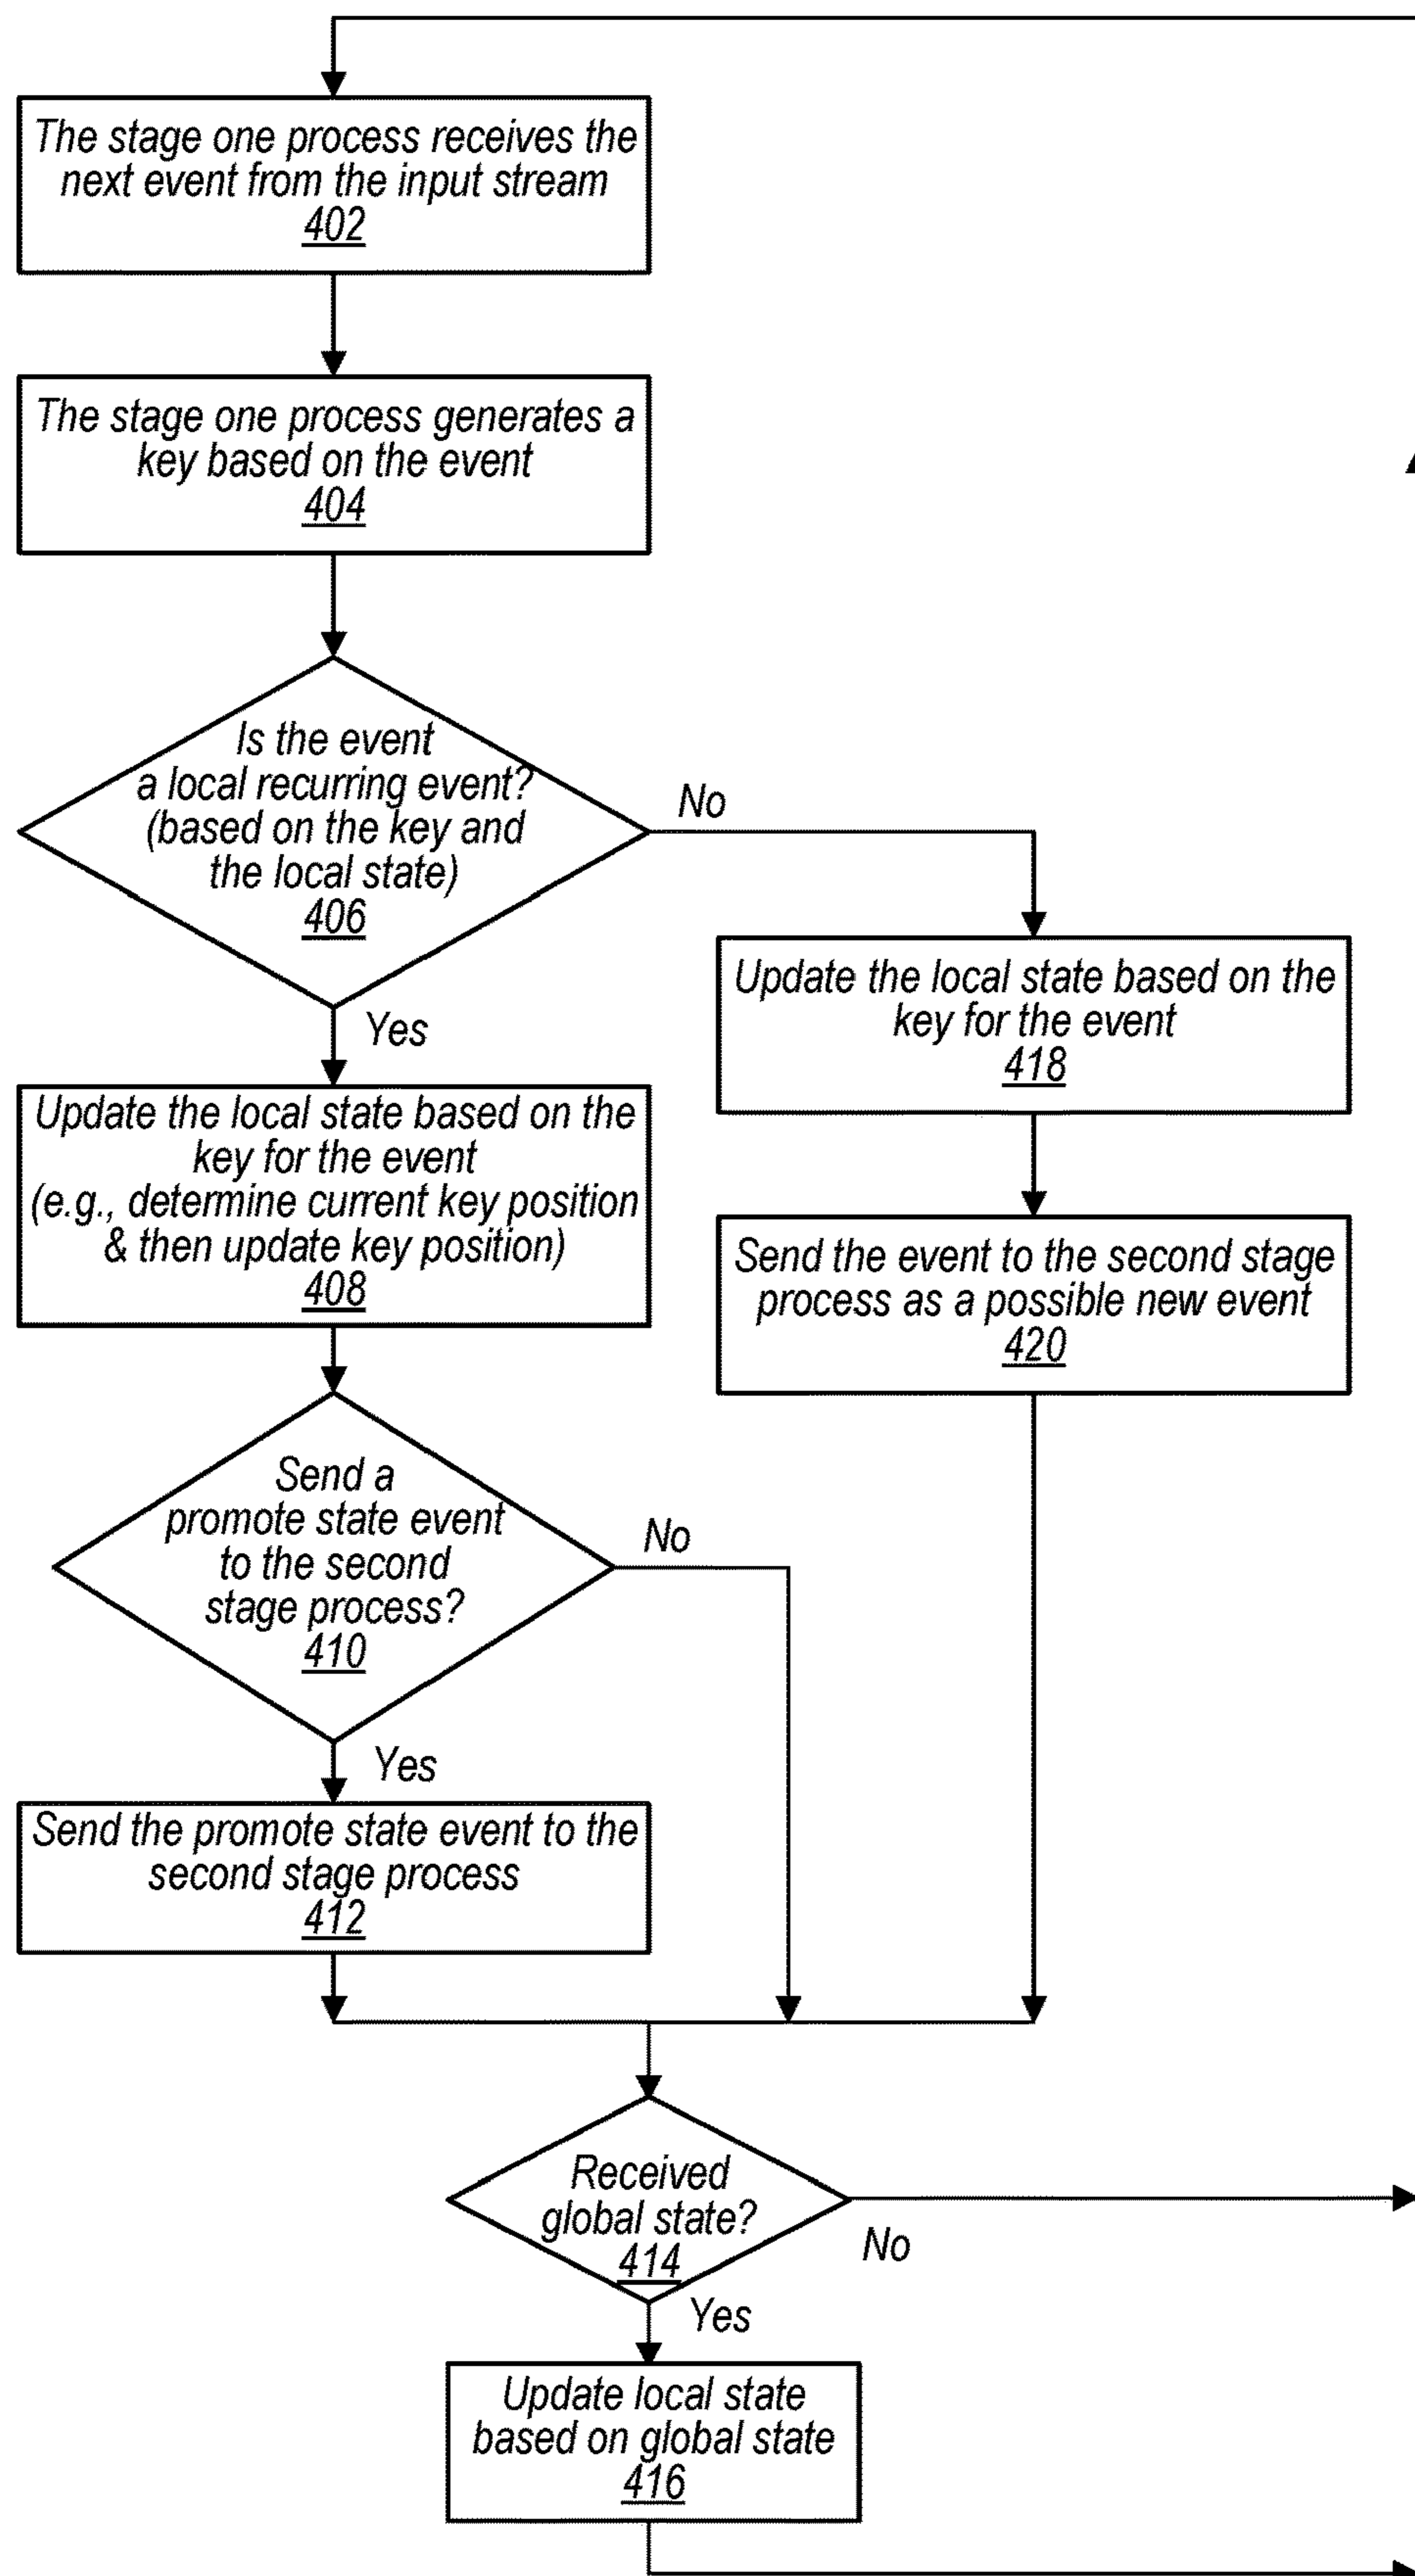 The stage one process receives the
next event from the input stream
402
The stage one process generates a
key based on the event
404
Is the event
a local recurring event?
(based on the key and
the local state)
406
No
Yes
Update the local state based on the
key for the event
418
Update the local state based on the
key for the event
(e.g., determine current key position
& then update key position)
408
Send the event to the second stage
process as a possible new event
420
Send a
promote state event
to the second
stage process?
410
No
Yes
Send the promote state event to the
second stage process
412
Received
global state?
414
No
Yes
Update local state
based on global state
416